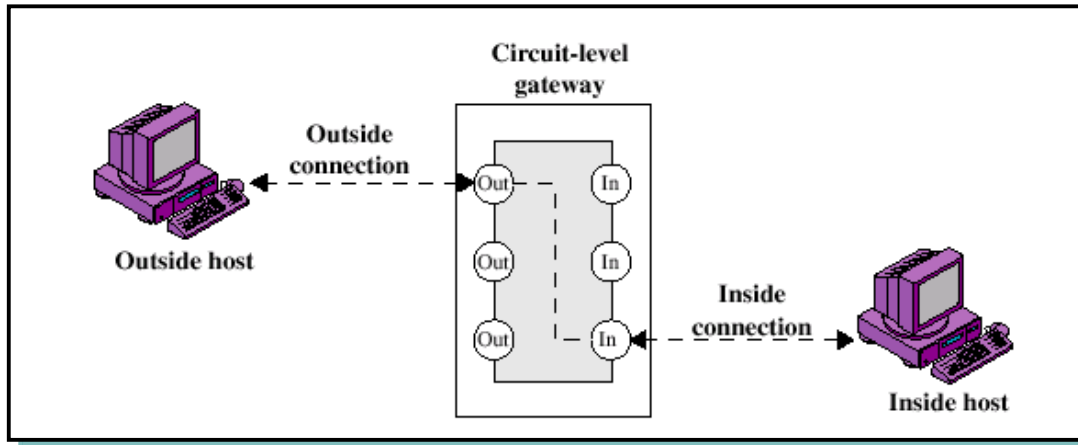 Circuit-level
gateway
Outside
connection
Out
In
Outside host
Out
In
Inside
connection
Out
In
Inside host